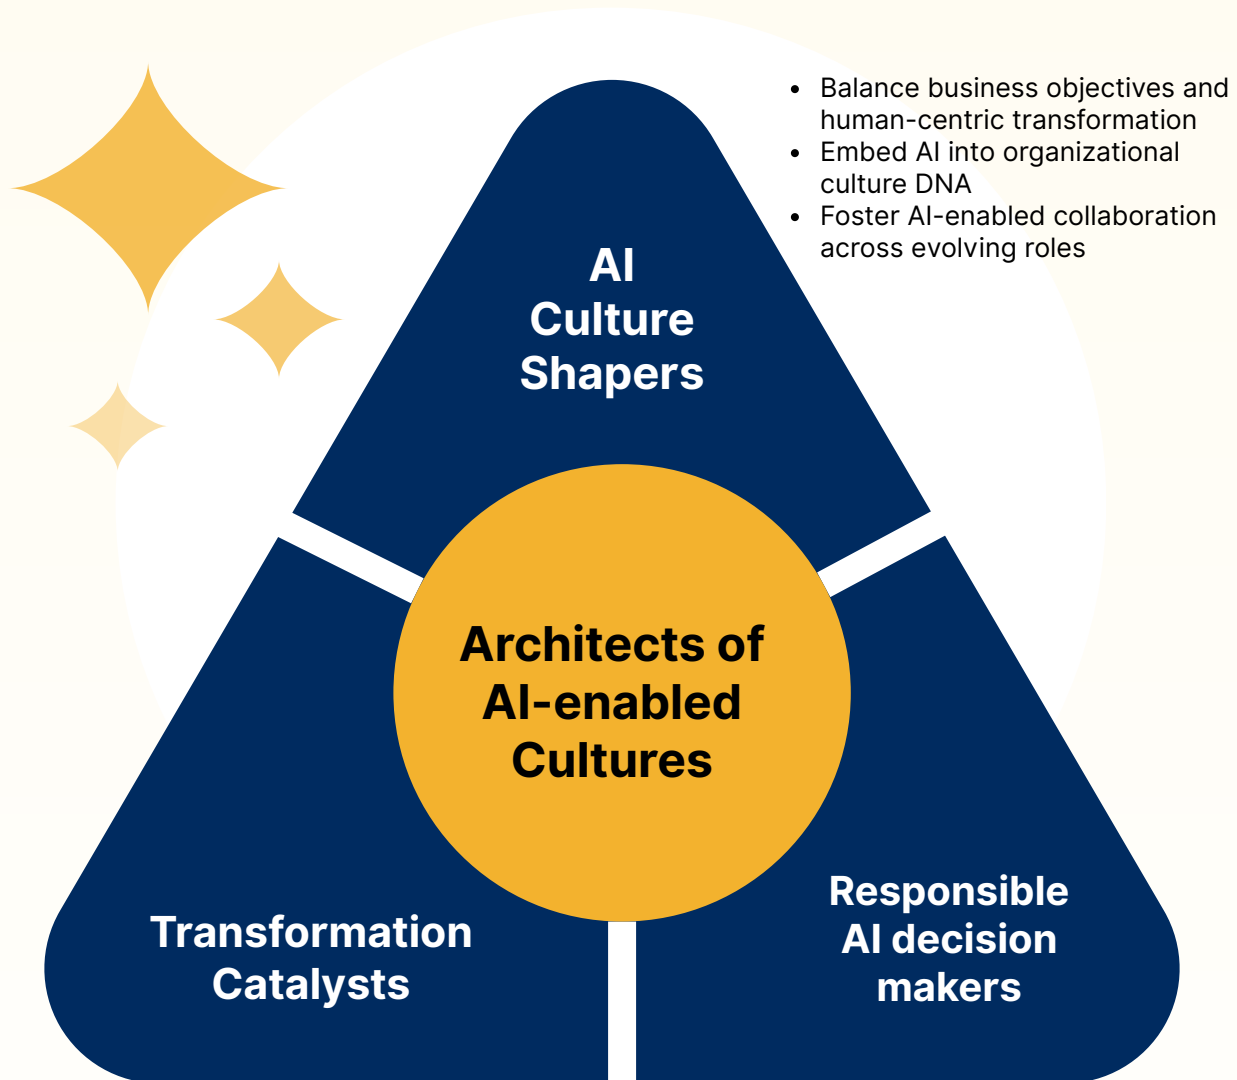 • Balance business objectives and
human-centric transformation
• Embed AI into organizational
culture DNA
• Foster AI-enabled collaboration
across evolving roles
AI
Culture
Shapers
Architects of
AI-enabled
Cultures
Transformation
Catalysts
Responsible
AI decision
makers